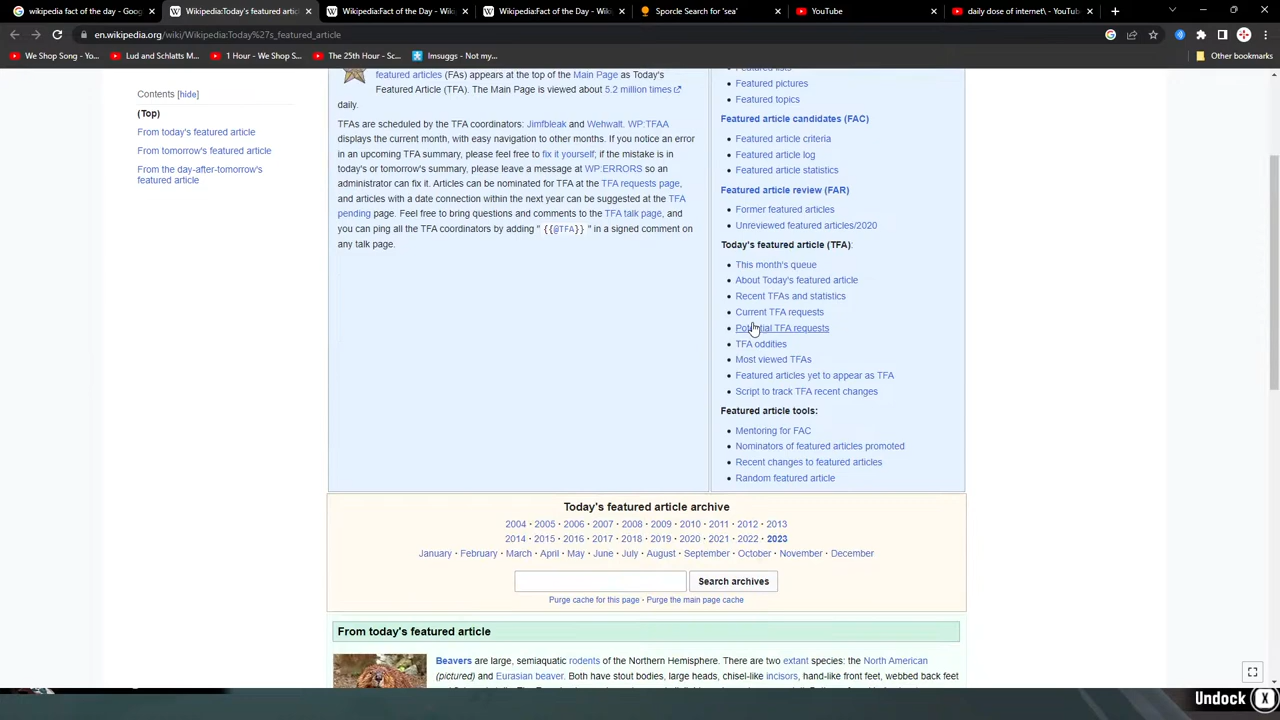 wikipedia fact of the day - Goog
Wikipedia:Today's featured articl
Wikipedia:Fact of the Day - Wiki
Wikipedia:Fact of the Day - Wiki
Sporcle Search for 'sea'
YouTube
daily dose of internet\ - YouTub
en.wikipedia.org/wiki/Wikipedia:Today%27s_featured_article
We Shop Song - Yo...
Lud and Schlatts M...
1 Hour - We Shop S...
The 25th Hour - Sc...
Imsuggs - Not my...
Other bookmarks
Contents [hide]
(Top)
From today's featured article
From tomorrow's featured article
From the day-after-tomorrow's
featured article
featured articles (FAs) appears at the top of the Main Page as Today's
Featured Article (TFA). The Main Page is viewed about 5.2 million times
daily.
TFAs are scheduled by the TFA coordinators: Jimfbleak and Wehwalt. WP:TFAA
displays the current month, with easy navigation to other months. If you notice an error
in an upcoming TFA summary, please feel free to fix it yourself; if the mistake is in
today's or tomorrow's summary, please leave a message at WP:ERRORS so an
administrator can fix it. Articles can be nominated for TFA at the TFA requests page,
and articles with a date connection within the next year can be suggested at the TFA
pending page. Feel free to bring questions and comments to the TFA talk page, and
you can ping all the TFA coordinators by adding " {{@TFA}} " in a signed comment on
any talk page.
Featured lists
Featured pictures
Featured topics
Featured article candidates (FAC)
Featured article criteria
Featured article log
Featured article statistics
Featured article review (FAR)
Former featured articles
Unreviewed featured articles/2020
Today's featured article (TFA):
This month's queue
About Today's featured article
Recent TFAs and statistics
Current TFA requests
Potential TFA requests
TFA oddities
Most viewed TFAs
Featured articles yet to appear as TFA
Script to track TFA recent changes
Featured article tools:
Mentoring for FAC
Nominators of featured articles promoted
Recent changes to featured articles
Random featured article
Today's featured article archive
2004 · 2005 · 2006 · 2007 · 2008 · 2009 · 2010 · 2011 · 2012 · 2013
2014 · 2015 · 2016 · 2017 · 2018 · 2019 · 2020 · 2021 · 2022 · 2023
January · February · March · April · May · June · July · August · September · October · November · December
Search archives
Purge cache for this page - Purge the main page cache
From today's featured article
Beavers are large, semiaquatic rodents of the Northern Hemisphere. There are two extant species: the North American
(pictured) and Eurasian beaver. Both have stout bodies, large heads, chisel-like incisors, hand-like front feet, webbed back feet
Undock X